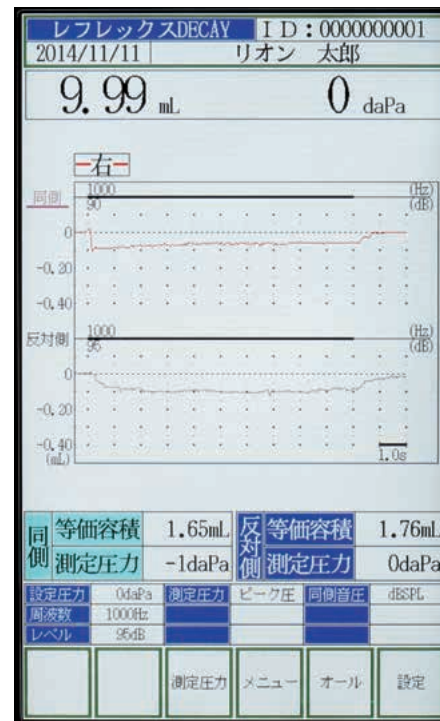 レフレックスDECAY ID:0000000001
2014/11/11 リオン 太郎
9.99 mL 0 daPa
右
同側 1000 (Hz)
90 (dB)
0
-0.20
-0.40
反対側 1000 (Hz)
95 (dB)
0
-0.20
-0.40
(mL) 1.0s
同側 等価容積 1.65mL 反対側 等価容積 1.76mL
測定圧力 -1daPa 測定圧力 0daPa
設定圧力 0daPa 測定圧力 ピーク圧 同側音圧 dBSPL
周波数 1000Hz
レベル 95dB
測定圧力 メニュー オール 設定